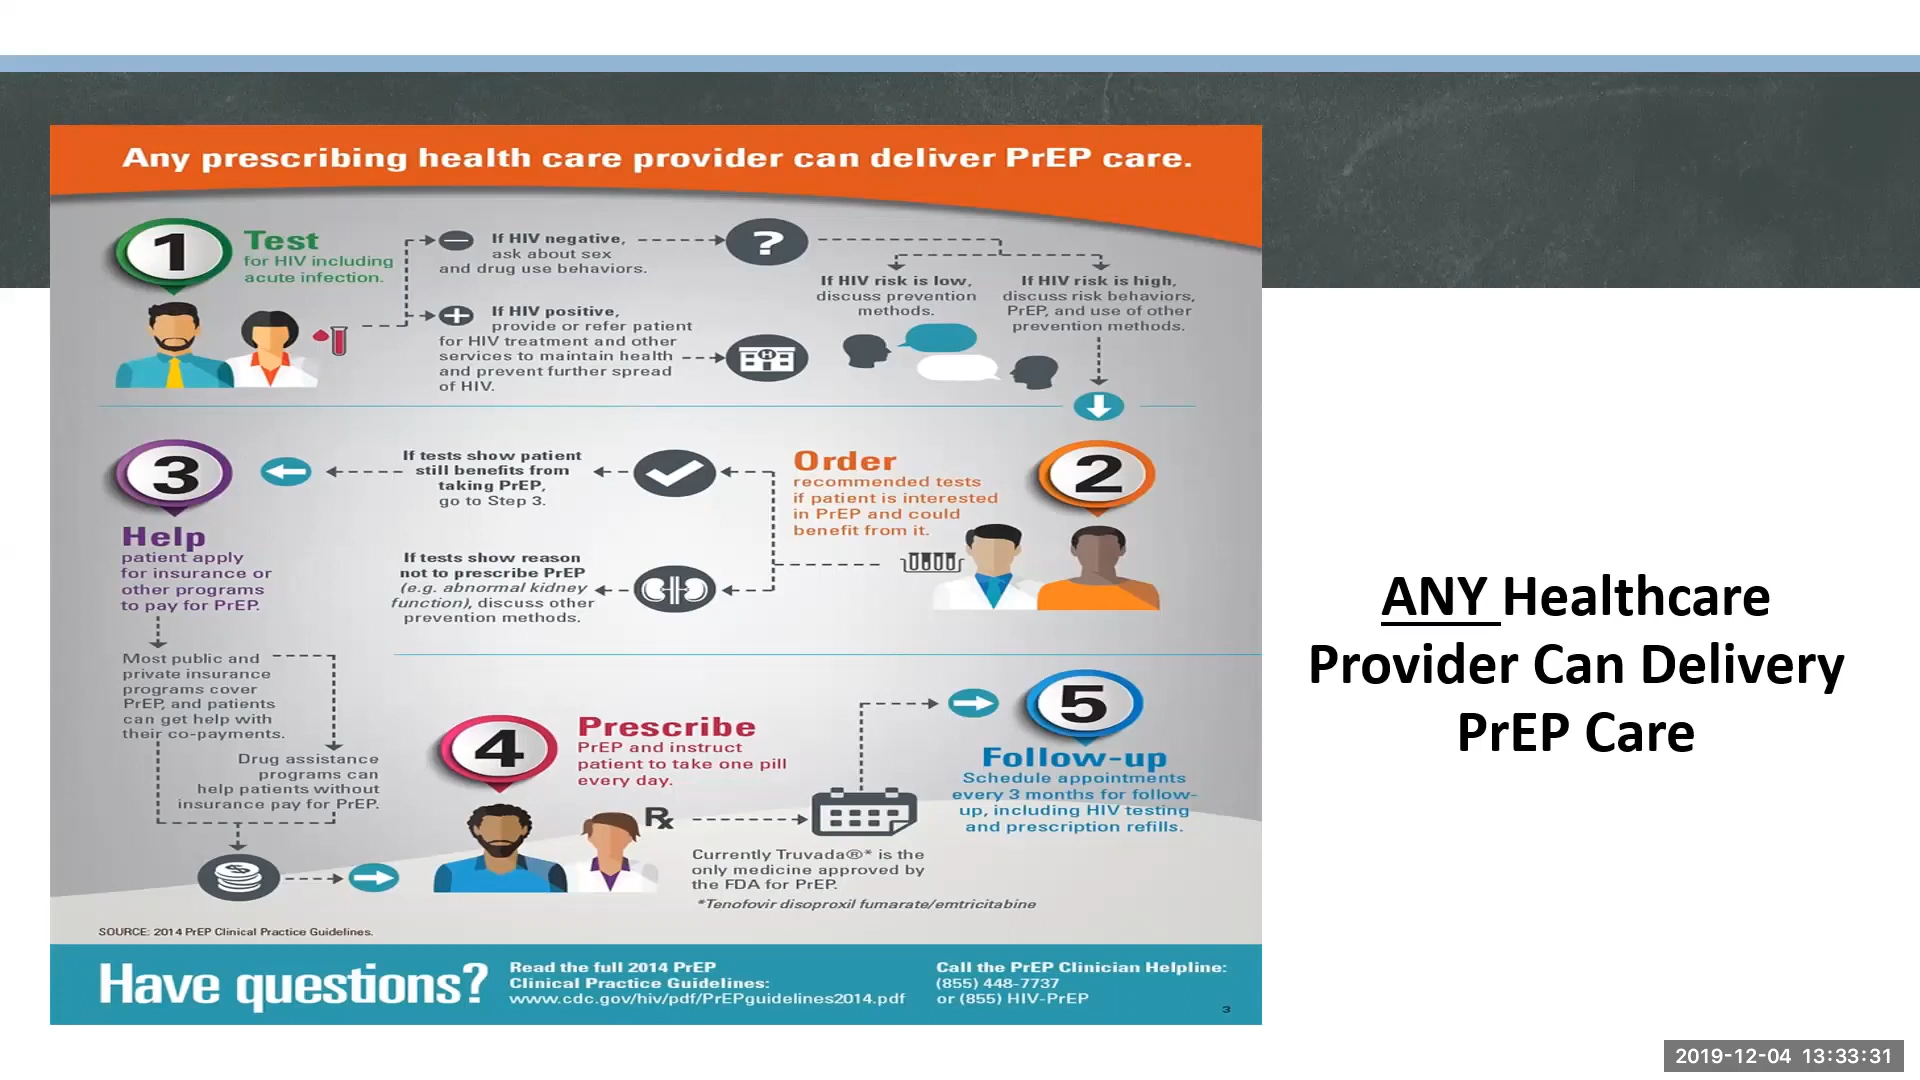 Any prescribing health care provider can deliver PrEP care.
1
Test
for HIV including
acute infection.
If HIV negative,
ask about sex
and drug use behaviors.
?
If HIV positive,
provide or refer patient
for HIV treatment and other
services to maintain health
and prevent further spread
of HIV.
H
If HIV risk is low,
discuss prevention
methods.
If HIV risk is high,
discuss risk behaviors,
PrEP, and use of other
prevention methods.
2
Order
recommended tests
if patient is interested
in PrEP and could
benefit from it.
If tests show patient
still benefits from
taking PrEP,
go to Step 3.
If tests show reason
not to prescribe PrEP
(e.g. abnormal kidney
function), discuss other
prevention methods.
3
Help
patient apply
for insurance or
other programs
to pay for PrEP.
Most public and
private insurance
programs cover
PrEP, and patients
can get help with
their co-payments.
Drug assistance
programs can
help patients without
insurance pay for PrEP.
$
4
Prescribe
PrEP and instruct
patient to take one pill
every day.
Rx
Currently Truvada®* is the
only medicine approved by
the FDA for PrEP.
*Tenofovir disoproxil fumarate/emtricitabine
5
Follow-up
Schedule appointments
every 3 months for follow-
up, including HIV testing
and prescription refills.
SOURCE: 2014 PrEP Clinical Practice Guidelines.
Have questions?
Read the full 2014 PrEP
Clinical Practice Guidelines:
www.cdc.gov/hiv/pdf/PrEPguidelines2014.pdf
Call the PrEP Clinician Helpline:
(855) 448-7737
or (855) HIV-PrEP
3
ANY Healthcare
Provider Can Delivery
PrEP Care
2019-12-04 13:33:31